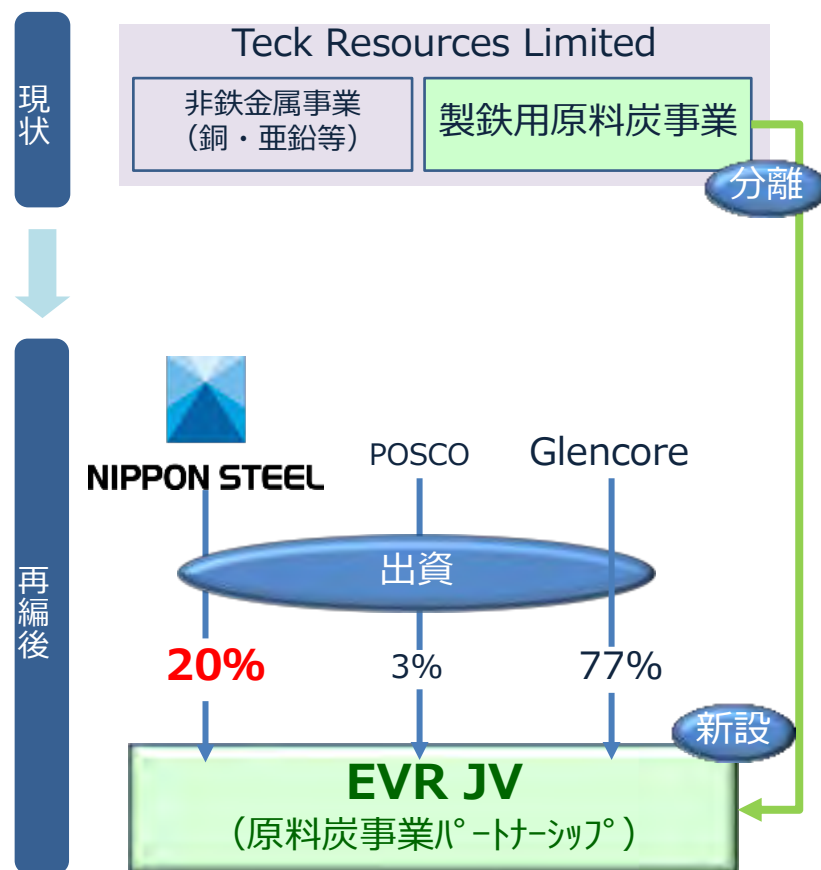 現状
Teck Resources Limited
非鉄金属事業
（銅・亜鉛等）
製鉄用原料炭事業
分離
再編後
NIPPON STEEL
POSCO
Glencore
出資
20%
3%
77%
新設
EVR JV
（原料炭事業ﾊﾟｰﾄﾅｰｼｯﾌﾟ）